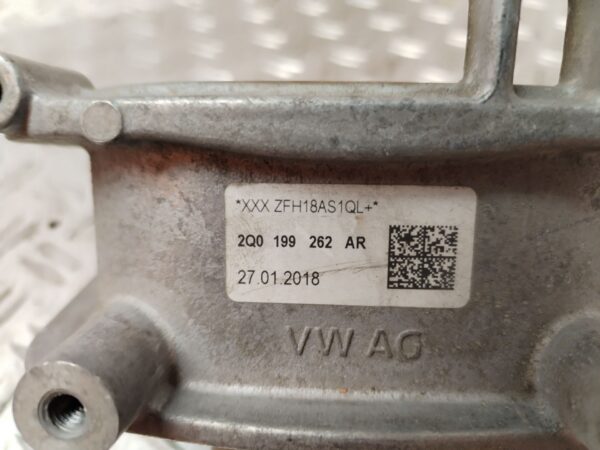 *XXX ZFH18AS1QL+*
2Q0 199 262 AR
27.01.2018
VW AG